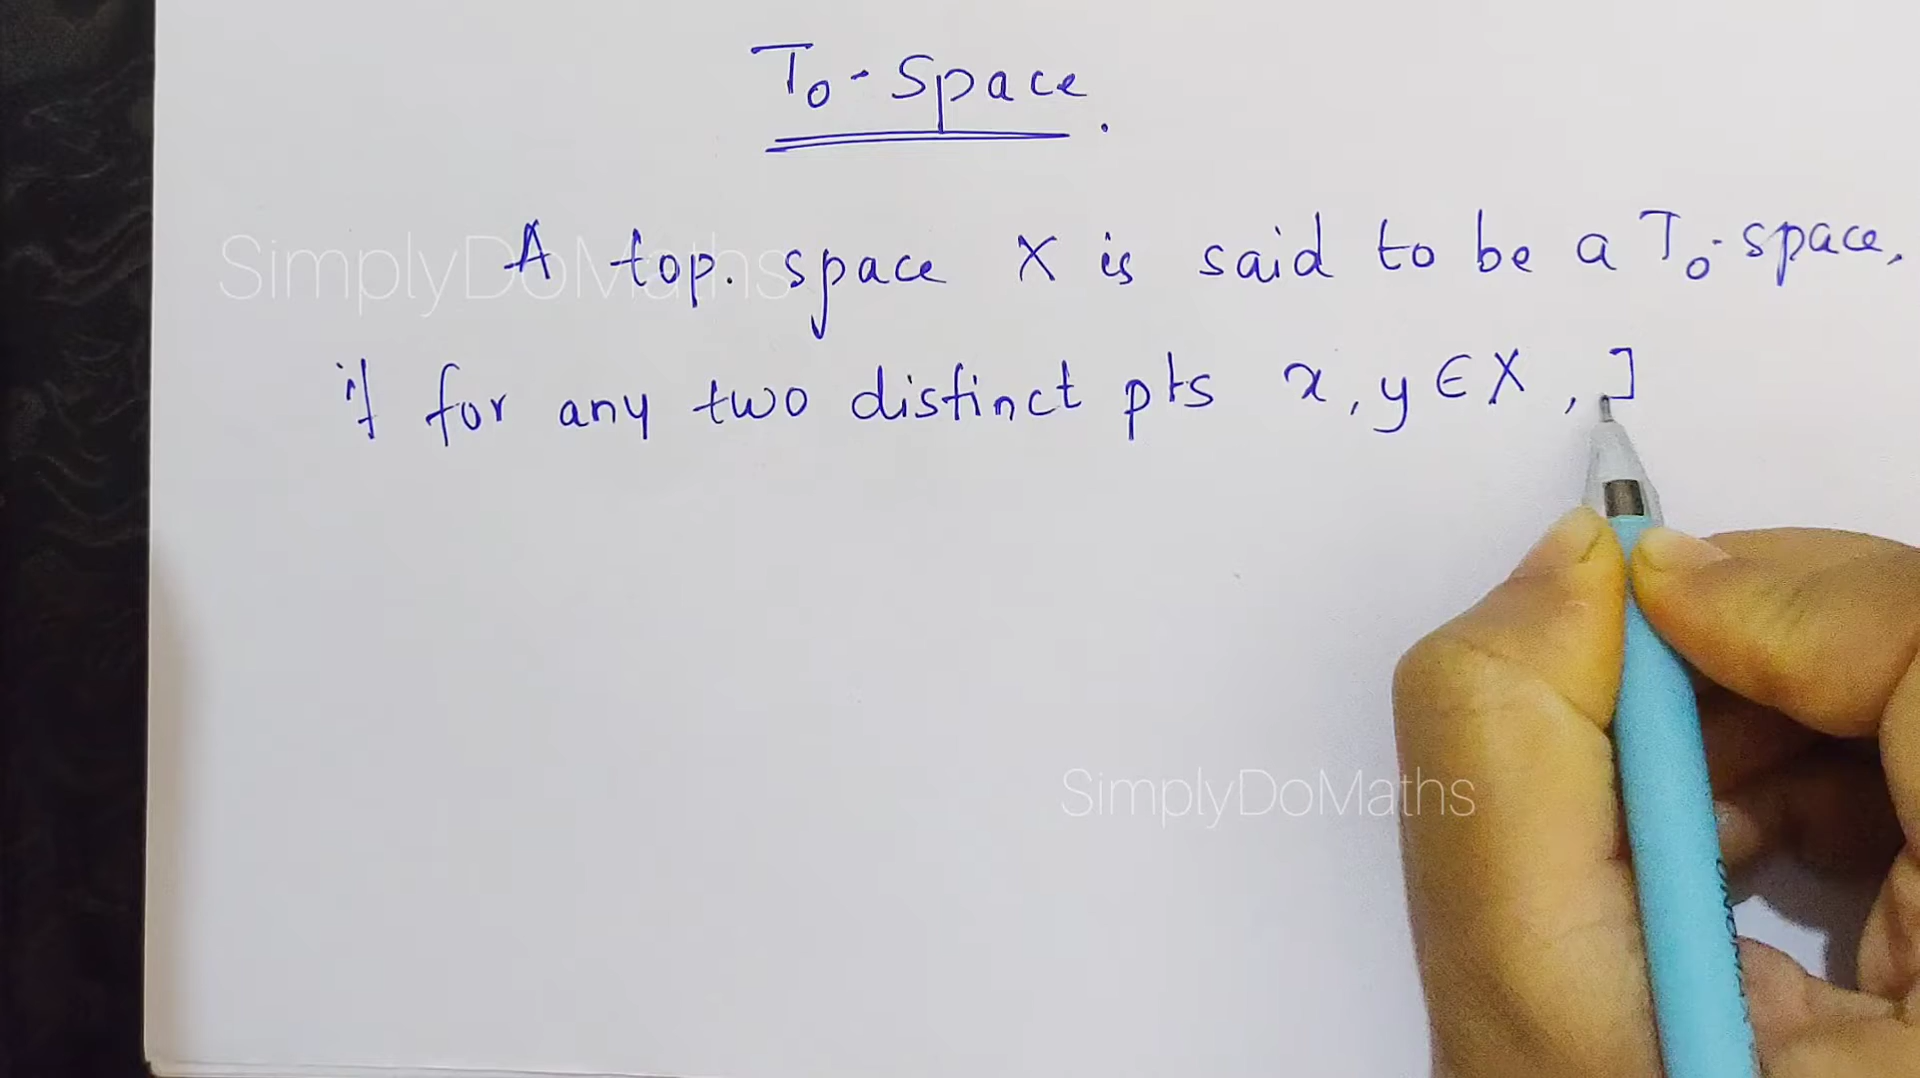 T₀-Space.
A top. space X is said to be a T₀-space,
if for any two distinct pts x, y ∈ X, ]
SimplyDoMaths
SimplyDoMaths